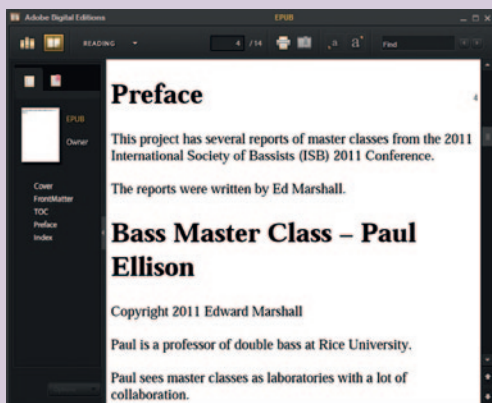 Adobe Digital Editions
EPUB
READING
4
/14
Find
EPUB
Owner
Cover
FrontMatter
TOC
Preface
Index
4
Preface
This project has several reports of master classes from the 2011
International Society of Bassists (ISB) 2011 Conference.
The reports were written by Ed Marshall.
Bass Master Class – Paul
Ellison
Copyright 2011 Edward Marshall
Paul is a professor of double bass at Rice University.
Paul sees master classes as laboratories with a lot of
collaboration.